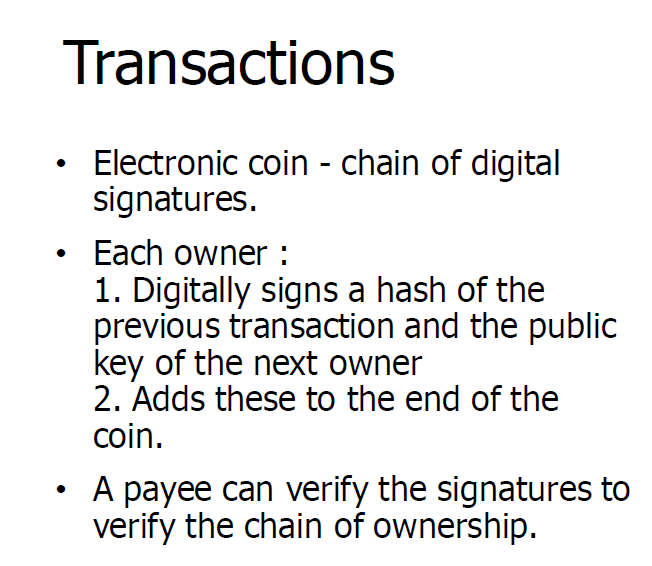 Transactions
• Electronic coin - chain of digital
signatures.
• Each owner :
1. Digitally signs a hash of the
previous transaction and the public
key of the next owner
2. Adds these to the end of the
coin.
• A payee can verify the signatures to
verify the chain of ownership.